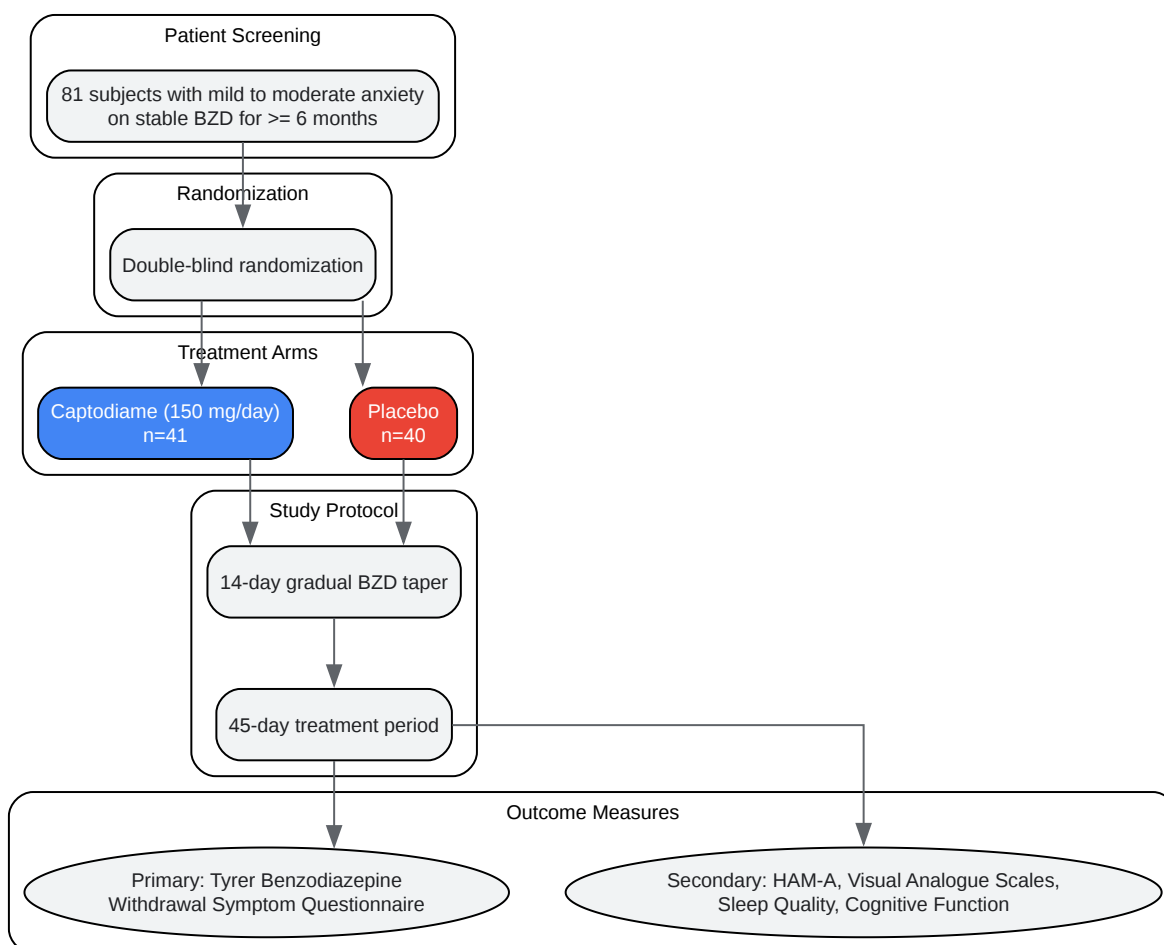 Patient Screening
81 subjects with mild to moderate anxiety
on stable BZD for >= 6 months
Randomization
Double-blind randomization
Treatment Arms
Captodiame (150 mg/day)
n=41
Placebo
n=40
Study Protocol
14-day gradual BZD taper
45-day treatment period
Outcome Measures
Primary: Tyrer Benzodiazepine
Withdrawal Symptom Questionnaire
Secondary: HAM-A, Visual Analogue Scales,
Sleep Quality, Cognitive Function